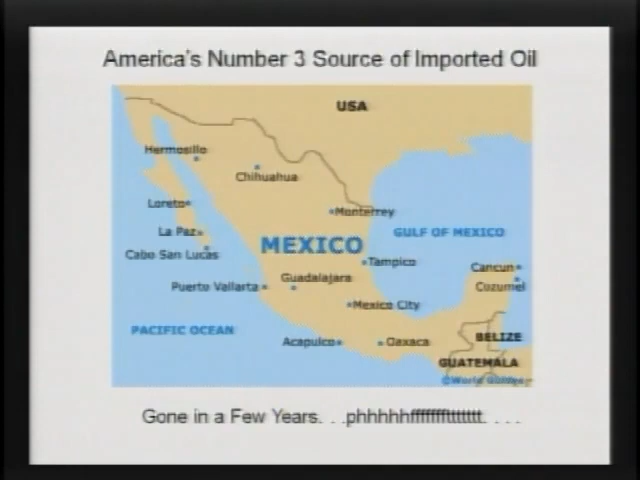 America's Number 3 Source of Imported Oil
USA
Hermosillo
Chihuahua
Loreto
Monterrey
La Paz
MEXICO
GULF OF MEXICO
Cabo San Lucas
Tampico
Cancun
Guadalajara
Puerto Vallarta
Cozumel
Mexico City
PACIFIC OCEAN
BELIZE
Acapulco
Oaxaca
GUATEMALA
©World
Gone in a Few Years. . .phhhhhffffffffttttttt. . . .